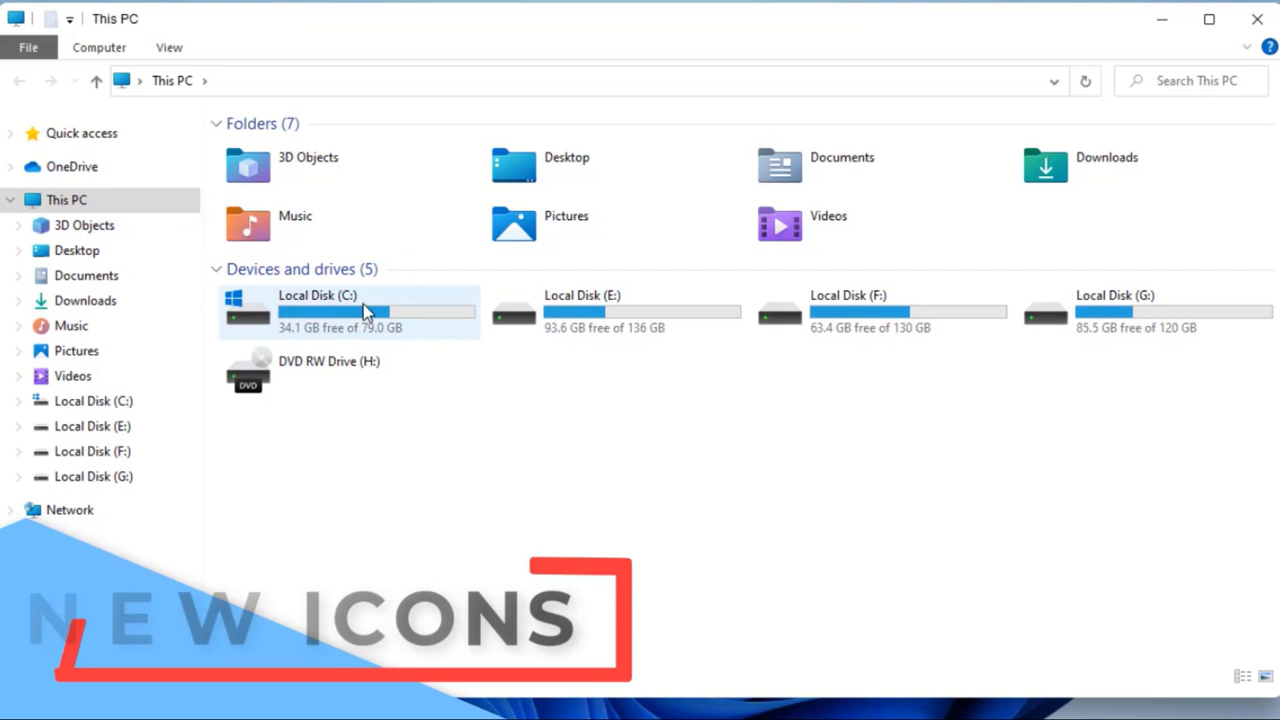 This PC
File Computer View
This PC
Search This PC
Quick access
OneDrive
This PC
3D Objects
Desktop
Documents
Downloads
Music
Pictures
Videos
Local Disk (C:)
Local Disk (E:)
Local Disk (F:)
Local Disk (G:)
Network
Folders (7)
3D Objects
Desktop
Documents
Downloads
Music
Pictures
Videos
Devices and drives (5)
Local Disk (C:)
34.1 GB free of 79.0 GB
Local Disk (E:)
93.6 GB free of 136 GB
Local Disk (F:)
63.4 GB free of 130 GB
Local Disk (G:)
85.5 GB free of 120 GB
DVD RW Drive (H:)
DVD
NEW ICONS